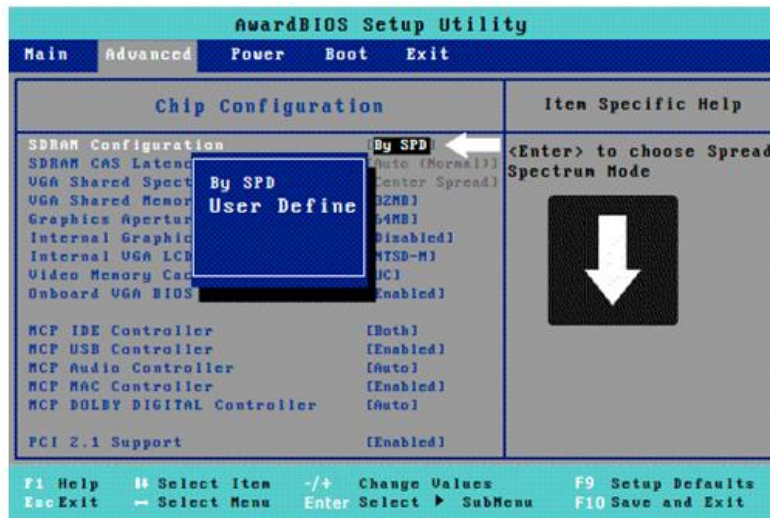 AwardBIOS Setup Utility
Main Advanced Power Boot Exit
Chip Configuration
Item Specific Help
SDRAM Configuration [By SPD]
SDRAM CAS Latenc [Auto (Normal)]
VGA Shared Spect [Center Spread]
VGA Shared Memor 32MB]
Graphics Apertur 64MB]
Internal Graphic Disabled]
Internal VGA LCD NTSD-M]
Video Memory Cac UC]
Onboard VGA BIOS Enabled]
By SPD
User Define
MCP IDE Controller [Both]
MCP USB Controller [Enabled]
MCP Audio Controller [Auto]
MCP MAC Controller [Enabled]
MCP DOLBY DIGITAL Controller [Auto]
PCI 2.1 Support [Enabled]
<Enter> to choose Spread
Spectrum Mode
F1 Help Select Item -/+ Change Values F9 Setup Defaults
Esc Exit Select Menu Enter Select SubMenu F10 Save and Exit